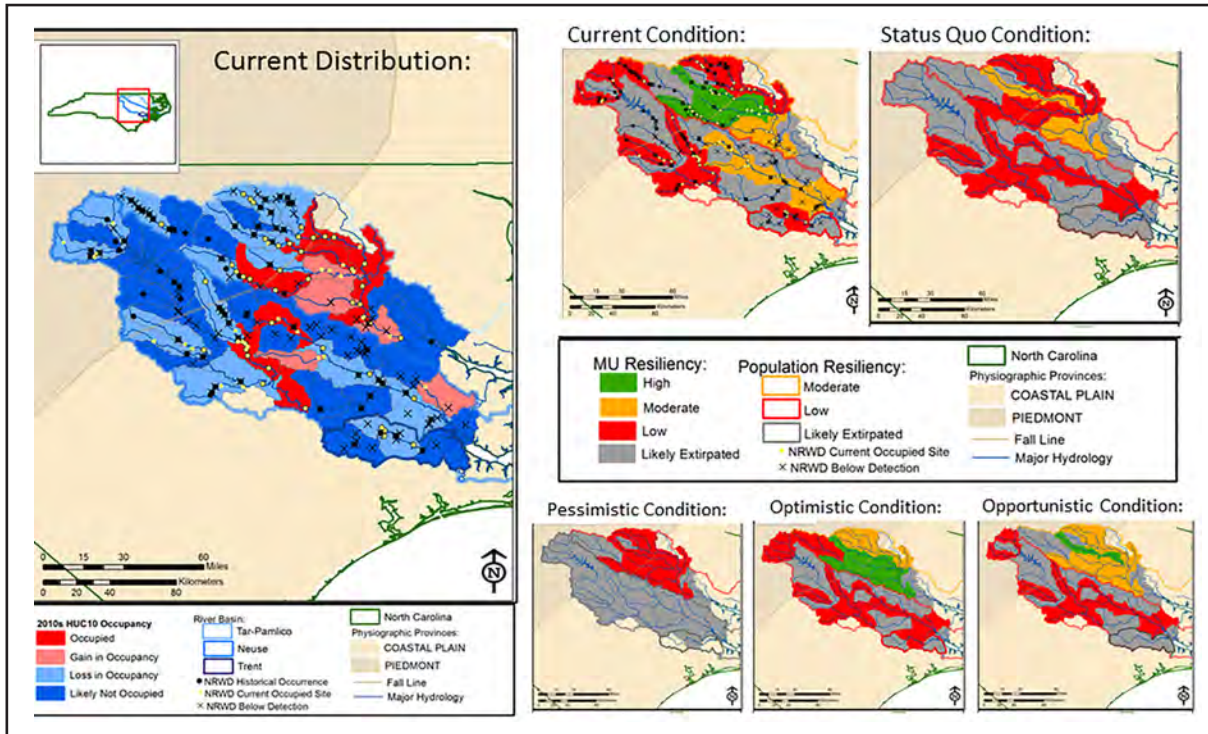 Current Distribution:
0 15 30 60
Miles
Kilometers
0 20 40 80
N
2010s HUC10 Occupancy
Occupied
Gain in Occupancy
Loss in Occupancy
Likely Not Occupied
River Basin:
Tar-Pamlico
Neuse
Trent
NRWD Historical Occurrence
NRWD Current Occupied Site
NRWD Below Detection
North Carolina
Physiographic Provinces:
COASTAL PLAIN
PIEDMONT
Fall Line
Major Hydrology
Current Condition:
Miles
Kilometers
N
Status Quo Condition:
Miles
Kilometers
N
MU Resiliency:
High
Moderate
Low
Likely Extirpated
Population Resiliency:
Moderate
Low
Likely Extirpated
NRWD Current Occupied Site
NRWD Below Detection
North Carolina
Physiographic Provinces:
COASTAL PLAIN
PIEDMONT
Fall Line
Major Hydrology
Pessimistic Condition:
Optimistic Condition:
Opportunistic Condition: